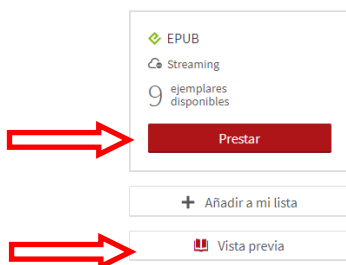 EPUB
Streaming
9 ejemplares
disponibles
Prestar
Añadir a mi lista
Vista previa